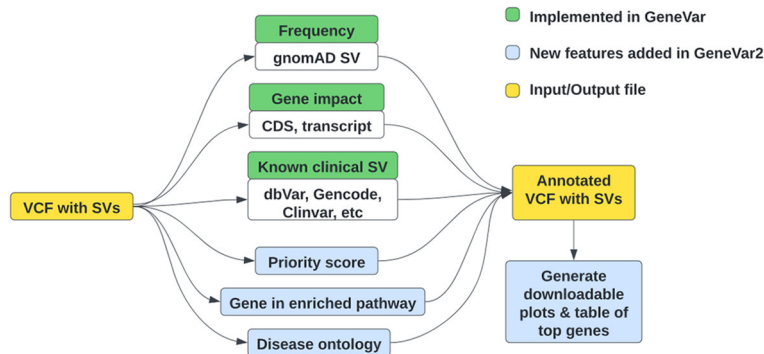 Frequency
gnomAD SV
Gene impact
CDS, transcript
Known clinical SV
dbVar, Gencode,
Clinvar, etc
VCF with SVs
Priority score
Gene in enriched pathway
Disease ontology
Annotated
VCF with SVs
Generate
downloadable
plots & table of
top genes
Implemented in GeneVar
New features added in GeneVar2
Input/Output file